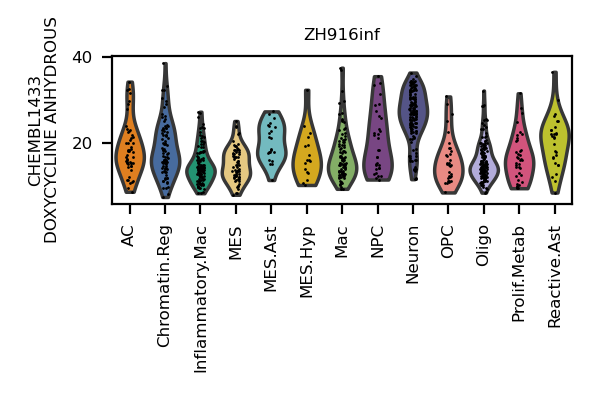 ZH916inf
CHEMBL1433
DOXYCYCLINE ANHYDROUS
40
20
AC
Chromatin.Reg
Inflammatory.Mac
MES
MES.Ast
MES.Hyp
Mac
NPC
Neuron
OPC
Oligo
Prolif.Metab
Reactive.Ast